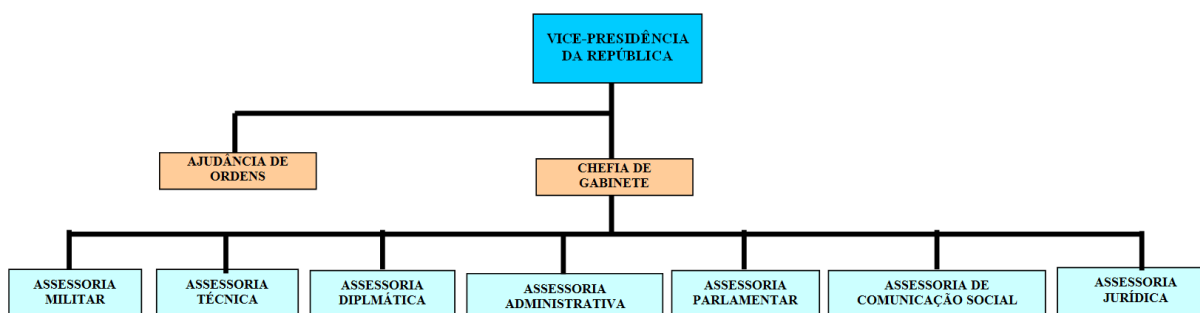 VICE-PRESIDÊNCIA
DA REPÚBLICA
AJUDÂNCIA DE
ORDENS
CHEFIA DE
GABINETE
ASSESSORIA
MILITAR
ASSESSORIA
TÉCNICA
ASSESSORIA
DIPLMÁTICA
ASSESSORIA
ADMINISTRATIVA
ASSESSORIA
PARLAMENTAR
ASSESSORIA DE
COMUNICAÇÃO SOCIAL
ASSESSORIA
JURÍDICA